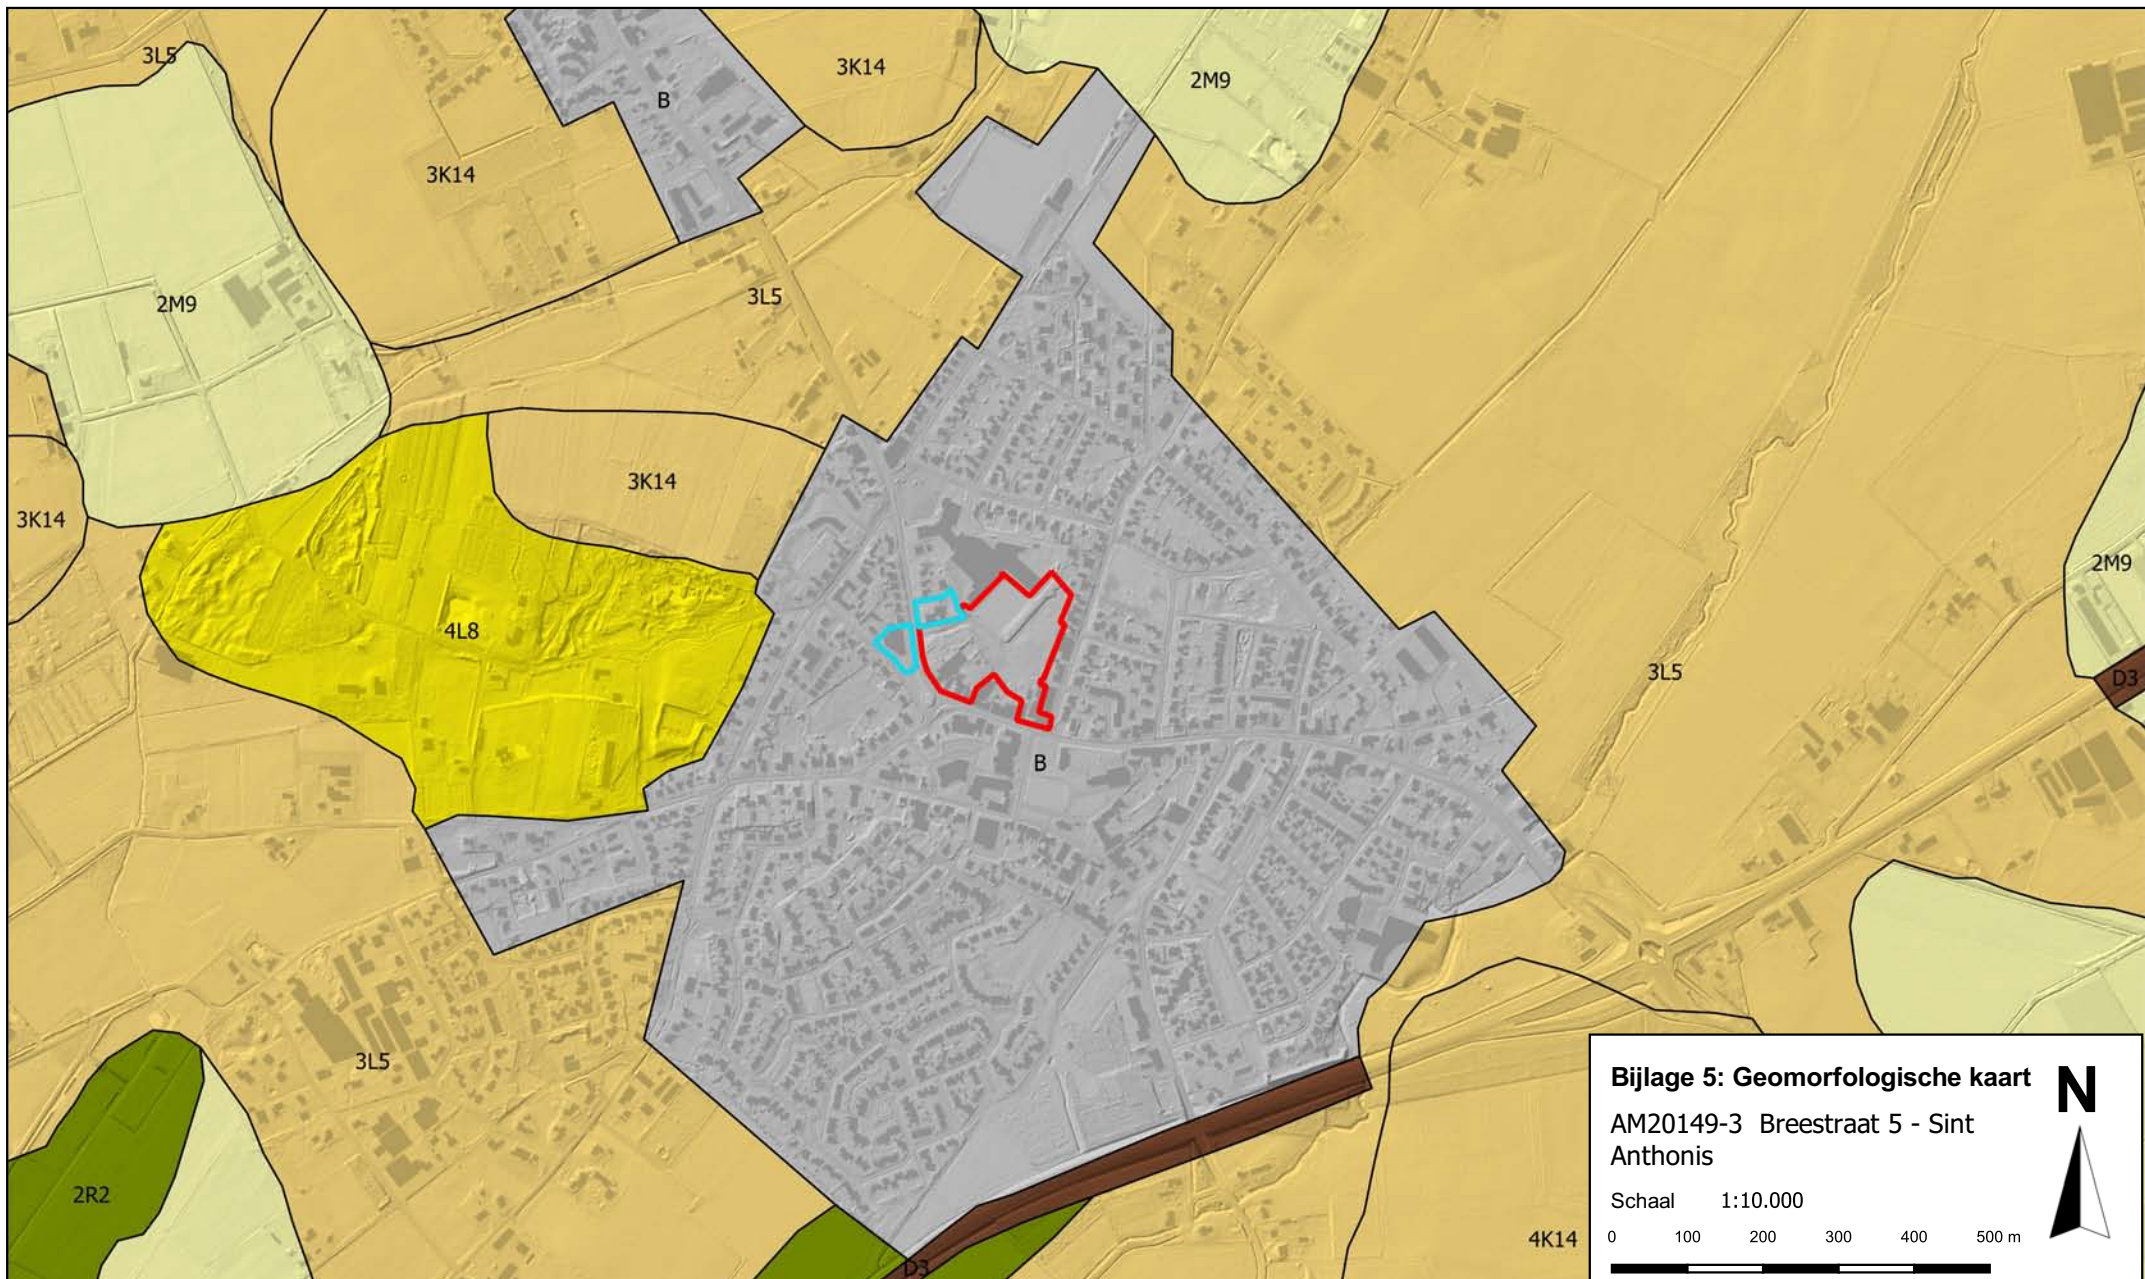 3L5
3K14
2M9
B
3K14
2M9
3L5
3K14
3K14
2M9
4L8
3L5
D3
B
3L5
2R2
4K14
D3
Bijlage 5: Geomorfologische kaart
N
AM20149-3 Breestraat 5 - Sint
Anthonis
Schaal 1:10.000
0 100 200 300 400 500 m